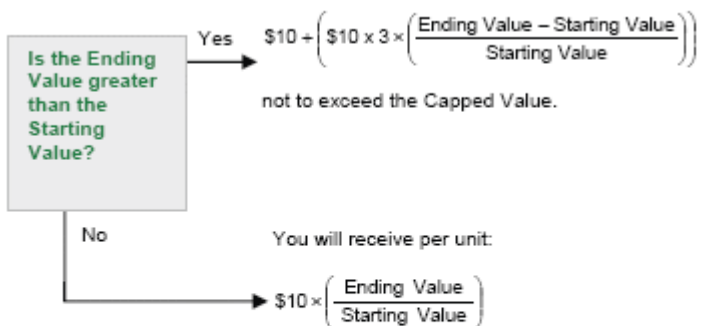 Is the Ending
Value greater
than the
Starting
Value?
Yes
$10 + ($10 x 3 × (Ending Value – Starting Value / Starting Value))
not to exceed the Capped Value.
No
You will receive per unit:
$10 × (Ending Value / Starting Value)